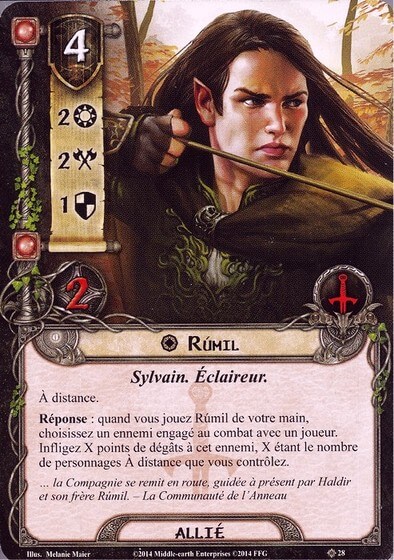 4
2
2
1
2
RÚMIL
Sylvain. Éclaireur.
À distance.
Réponse : quand vous jouez Rúmil de votre main,
choisissez un ennemi engagé au combat avec un joueur.
Infligez X points de dégâts à cet ennemi, X étant le nombre
de personnages À distance que vous contrôlez.
... la Compagnie se remit en route, guidée à présent par Haldir
et son frère Rúmil. – La Communauté de l'Anneau
ALLIÉ
Illus. Melanie Maier ©2014 Middle-earth Enterprises ©2014 FFG 28